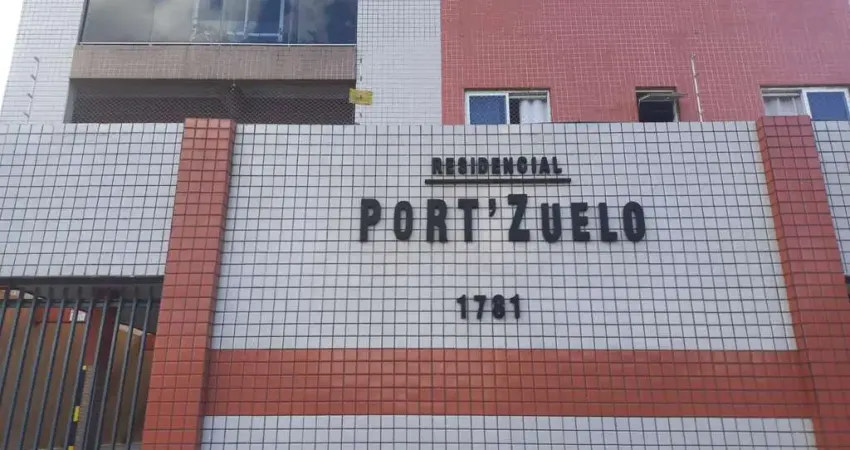 RESIDENCIAL
PORT'ZUELO
1781